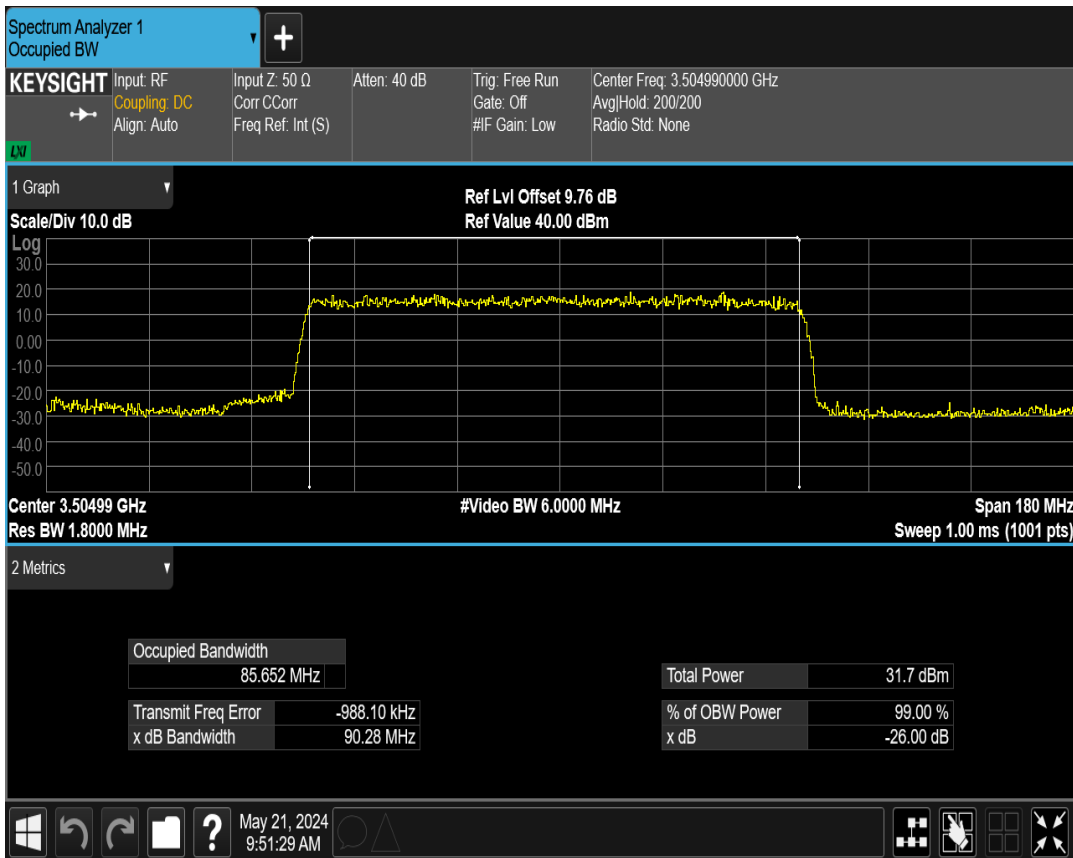 Spectrum Analyzer 1
Occupied BW
KEYSIGHT
LXI
Input: RF
Coupling: DC
Align: Auto
Input Z: 50 Ω
Corr CCorr
Freq Ref: Int (S)
Atten: 40 dB
Trig: Free Run
Gate: Off
#IF Gain: Low
Center Freq: 3.504990000 GHz
Avg|Hold: 200/200
Radio Std: None
1 Graph
Ref Lvl Offset 9.76 dB
Scale/Div 10.0 dB
Ref Value 40.00 dBm
Log
30.0
20.0
10.0
0.00
-10.0
-20.0
-30.0
-40.0
-50.0
Center 3.50499 GHz
#Video BW 6.0000 MHz
Span 180 MHz
Res BW 1.8000 MHz
Sweep 1.00 ms (1001 pts)
2 Metrics
Occupied Bandwidth
85.652 MHz
Total Power 31.7 dBm
Transmit Freq Error -988.10 kHz
% of OBW Power 99.00 %
x dB Bandwidth 90.28 MHz
x dB -26.00 dB
?
May 21, 2024
9:51:29 AM